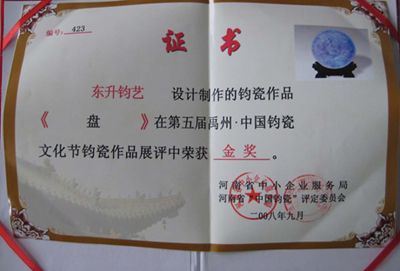 编号:423
证书
东升钧艺 设计制作的钧瓷作品
《 盘 》在第五届禹州·中国钧瓷
文化节钧瓷作品展评中荣获 金奖 。
河南省中小企业服务局
河南省“中国钧瓷”评定委员会
二00八年九月